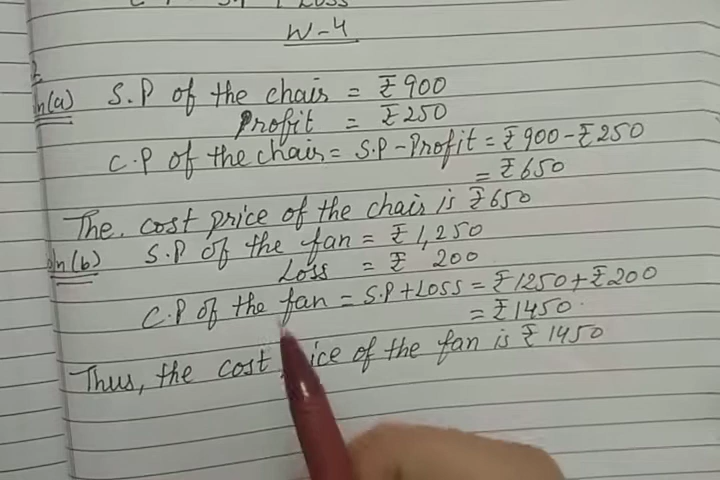 W-4
2
n(a) S.P of the chair = ₹900
Profit = ₹250
C.P of the chair = S.P - Profit = ₹900 - ₹250
= ₹650
The cost price of the chair is ₹650
n(b) S.P of the fan = ₹1,250
Loss = ₹ 200
C.P of the fan = S.P + LOSS = ₹1250 + ₹200
= ₹1450.
Thus, the cost ice of the fan is ₹1450